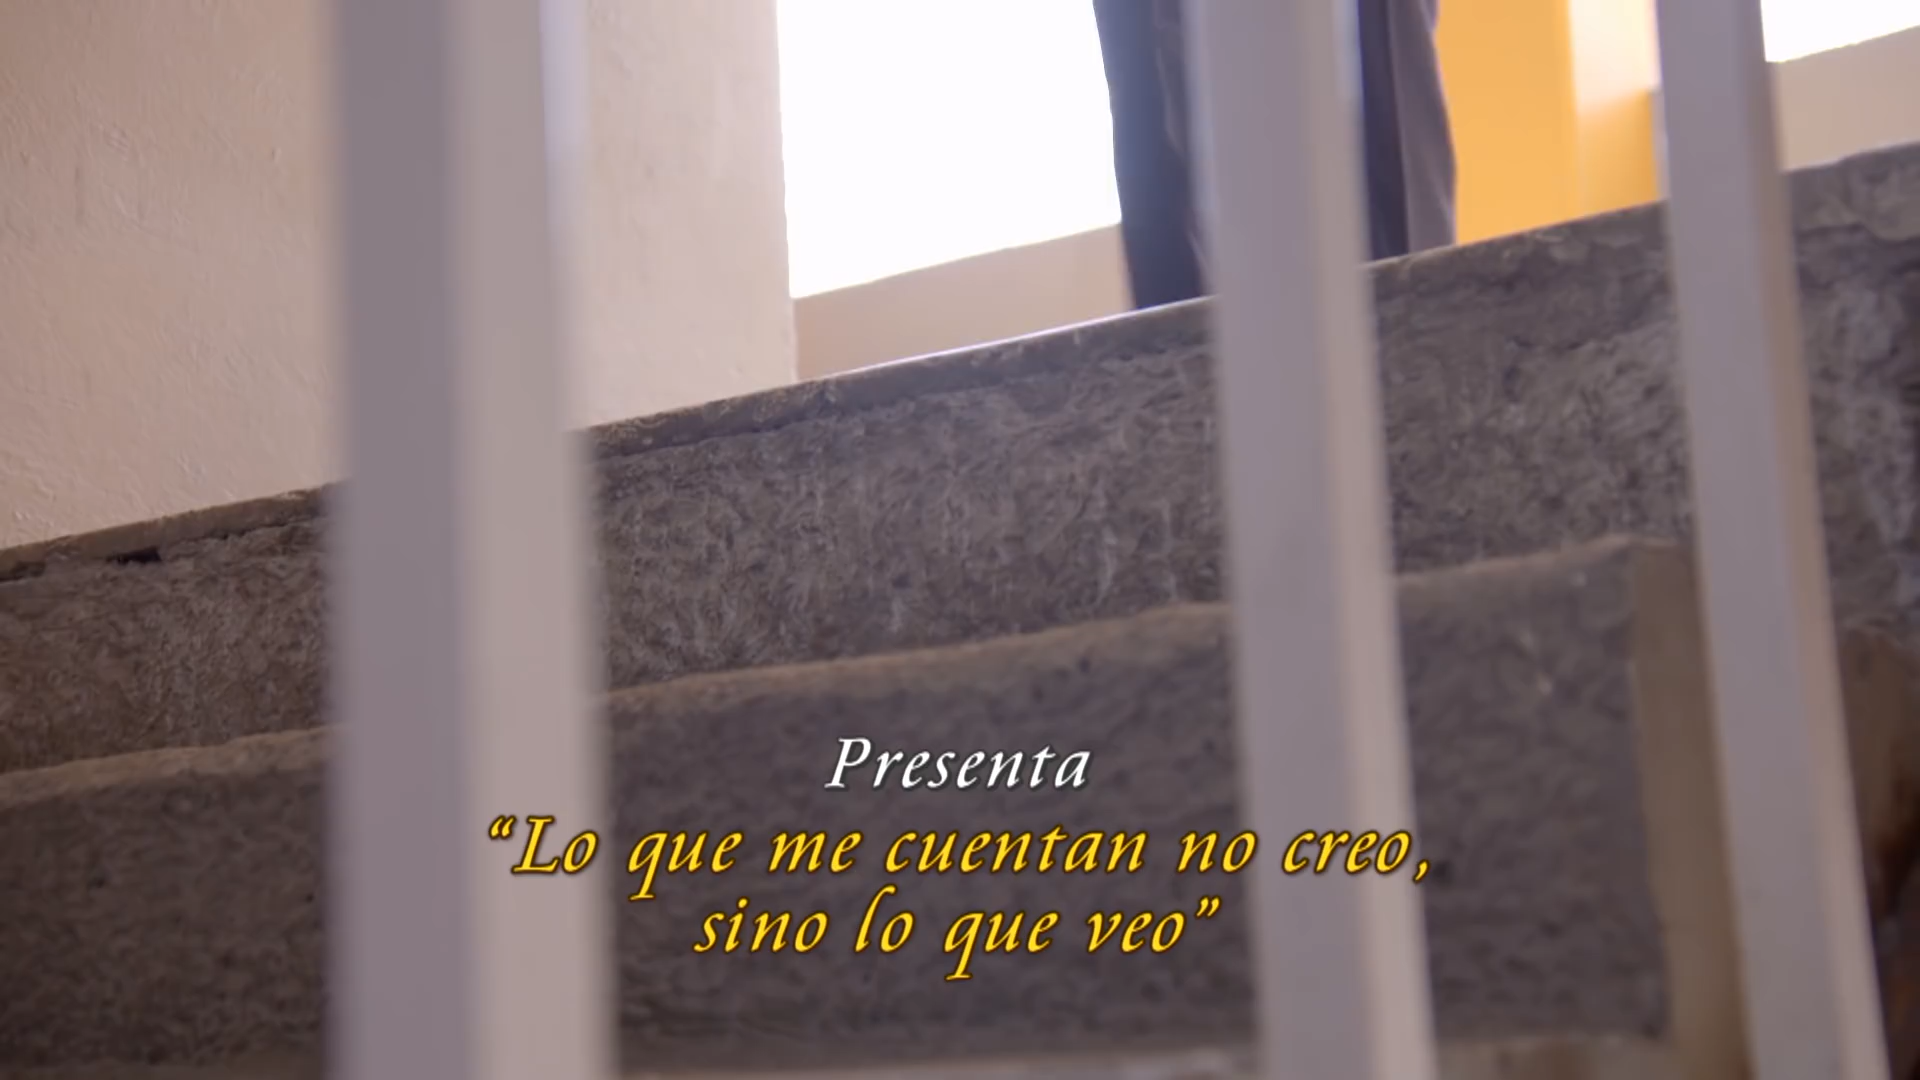 Presenta
“Lo que me cuentan no creo,
sino lo que veo”